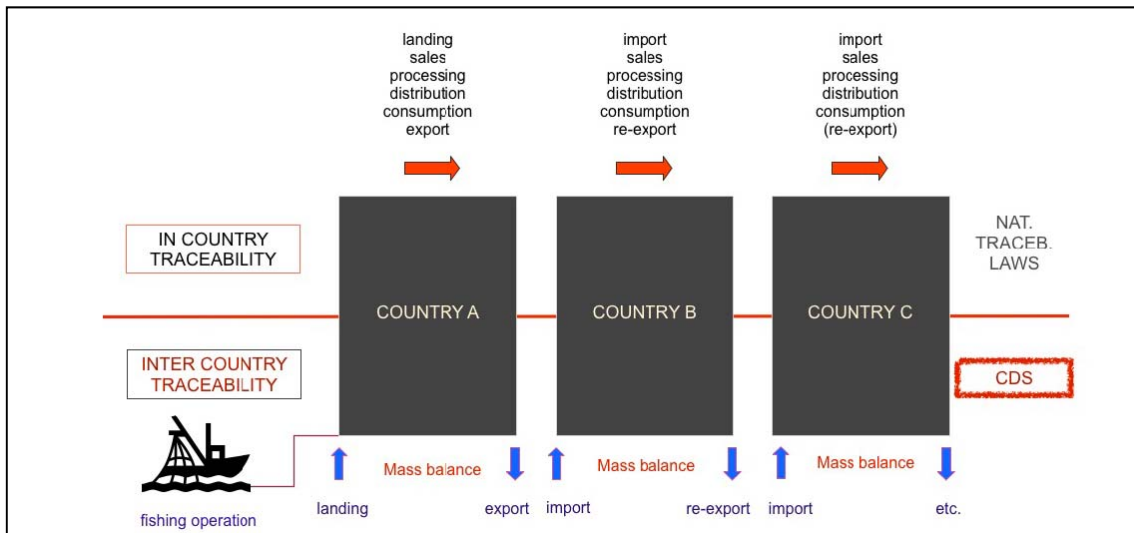 landing
sales
processing
distribution
consumption
export
import
sales
processing
distribution
consumption
re-export
import
sales
processing
distribution
consumption
(re-export)
IN COUNTRY
TRACEABILITY
COUNTRY A
COUNTRY B
COUNTRY C
NAT.
TRACEB.
LAWS
INTER COUNTRY
TRACEABILITY
CDS
Mass balance
Mass balance
Mass balance
fishing operation
landing
export
import
re-export
import
etc.